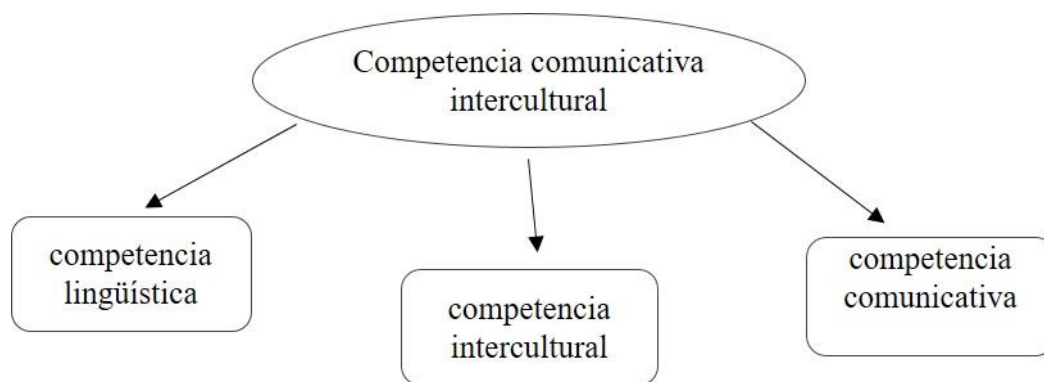 Competencia comunicativa
intercultural
competencia
lingüística
competencia
intercultural
competencia
comunicativa